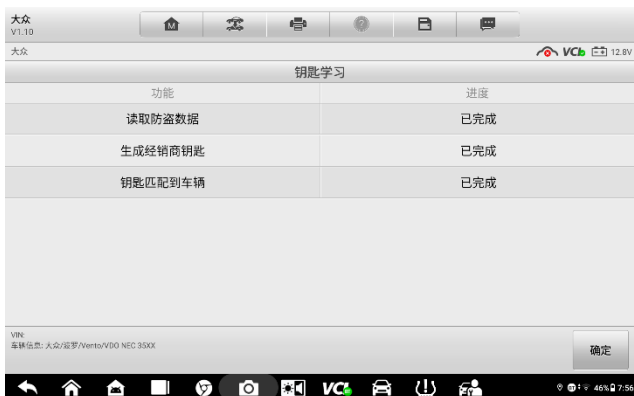 大众
V1.10
大众
VCI 12.8V
钥匙学习
功能 进度
读取防盗数据 已完成
生成经销商钥匙 已完成
钥匙匹配到车辆 已完成
VIN:
车辆信息: 大众/菠罗/Vento/VDO NEC 35XX
确定
VCI 46% 7:56